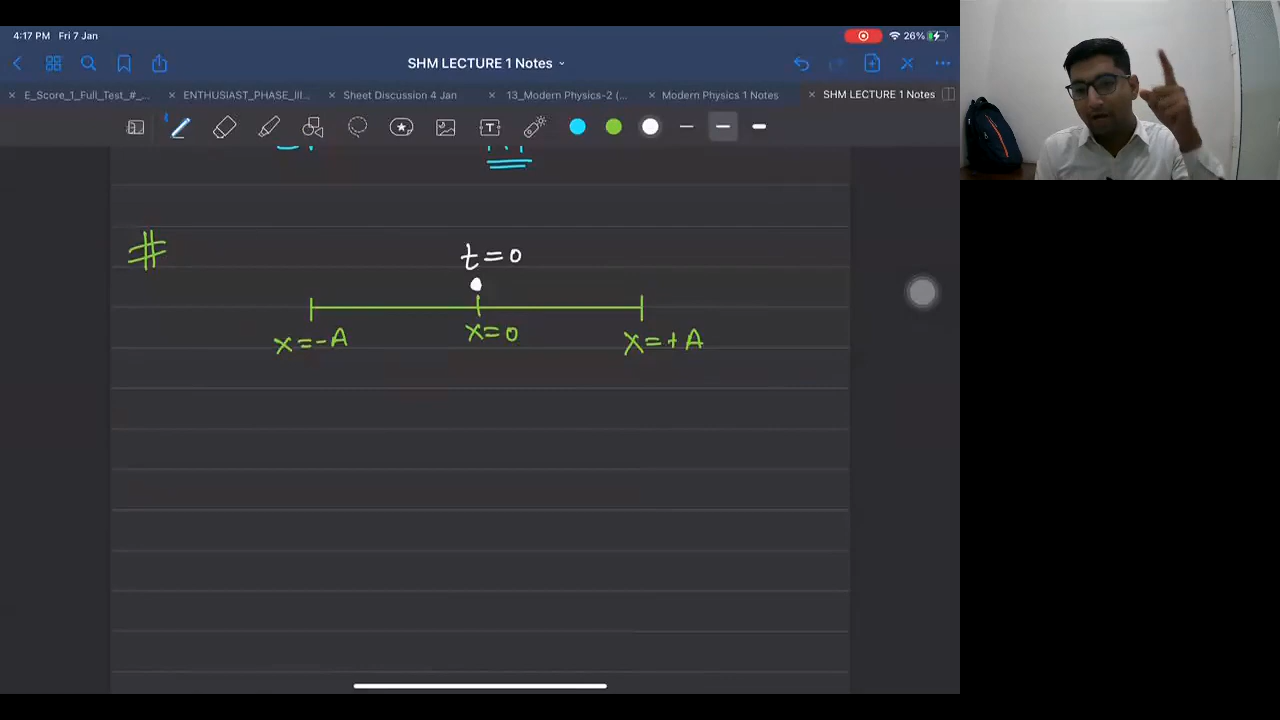 4:17 PM Fri 7 Jan
26%
SHM LECTURE 1 Notes
E_Score_1_Full_Test_#_...
ENTHUSIAST_PHASE_III...
Sheet Discussion 4 Jan
13_Modern Physics-2 (...
Modern Physics 1 Notes
SHM LECTURE 1 Notes
#
t=0
x=-A
x=0
x=+A